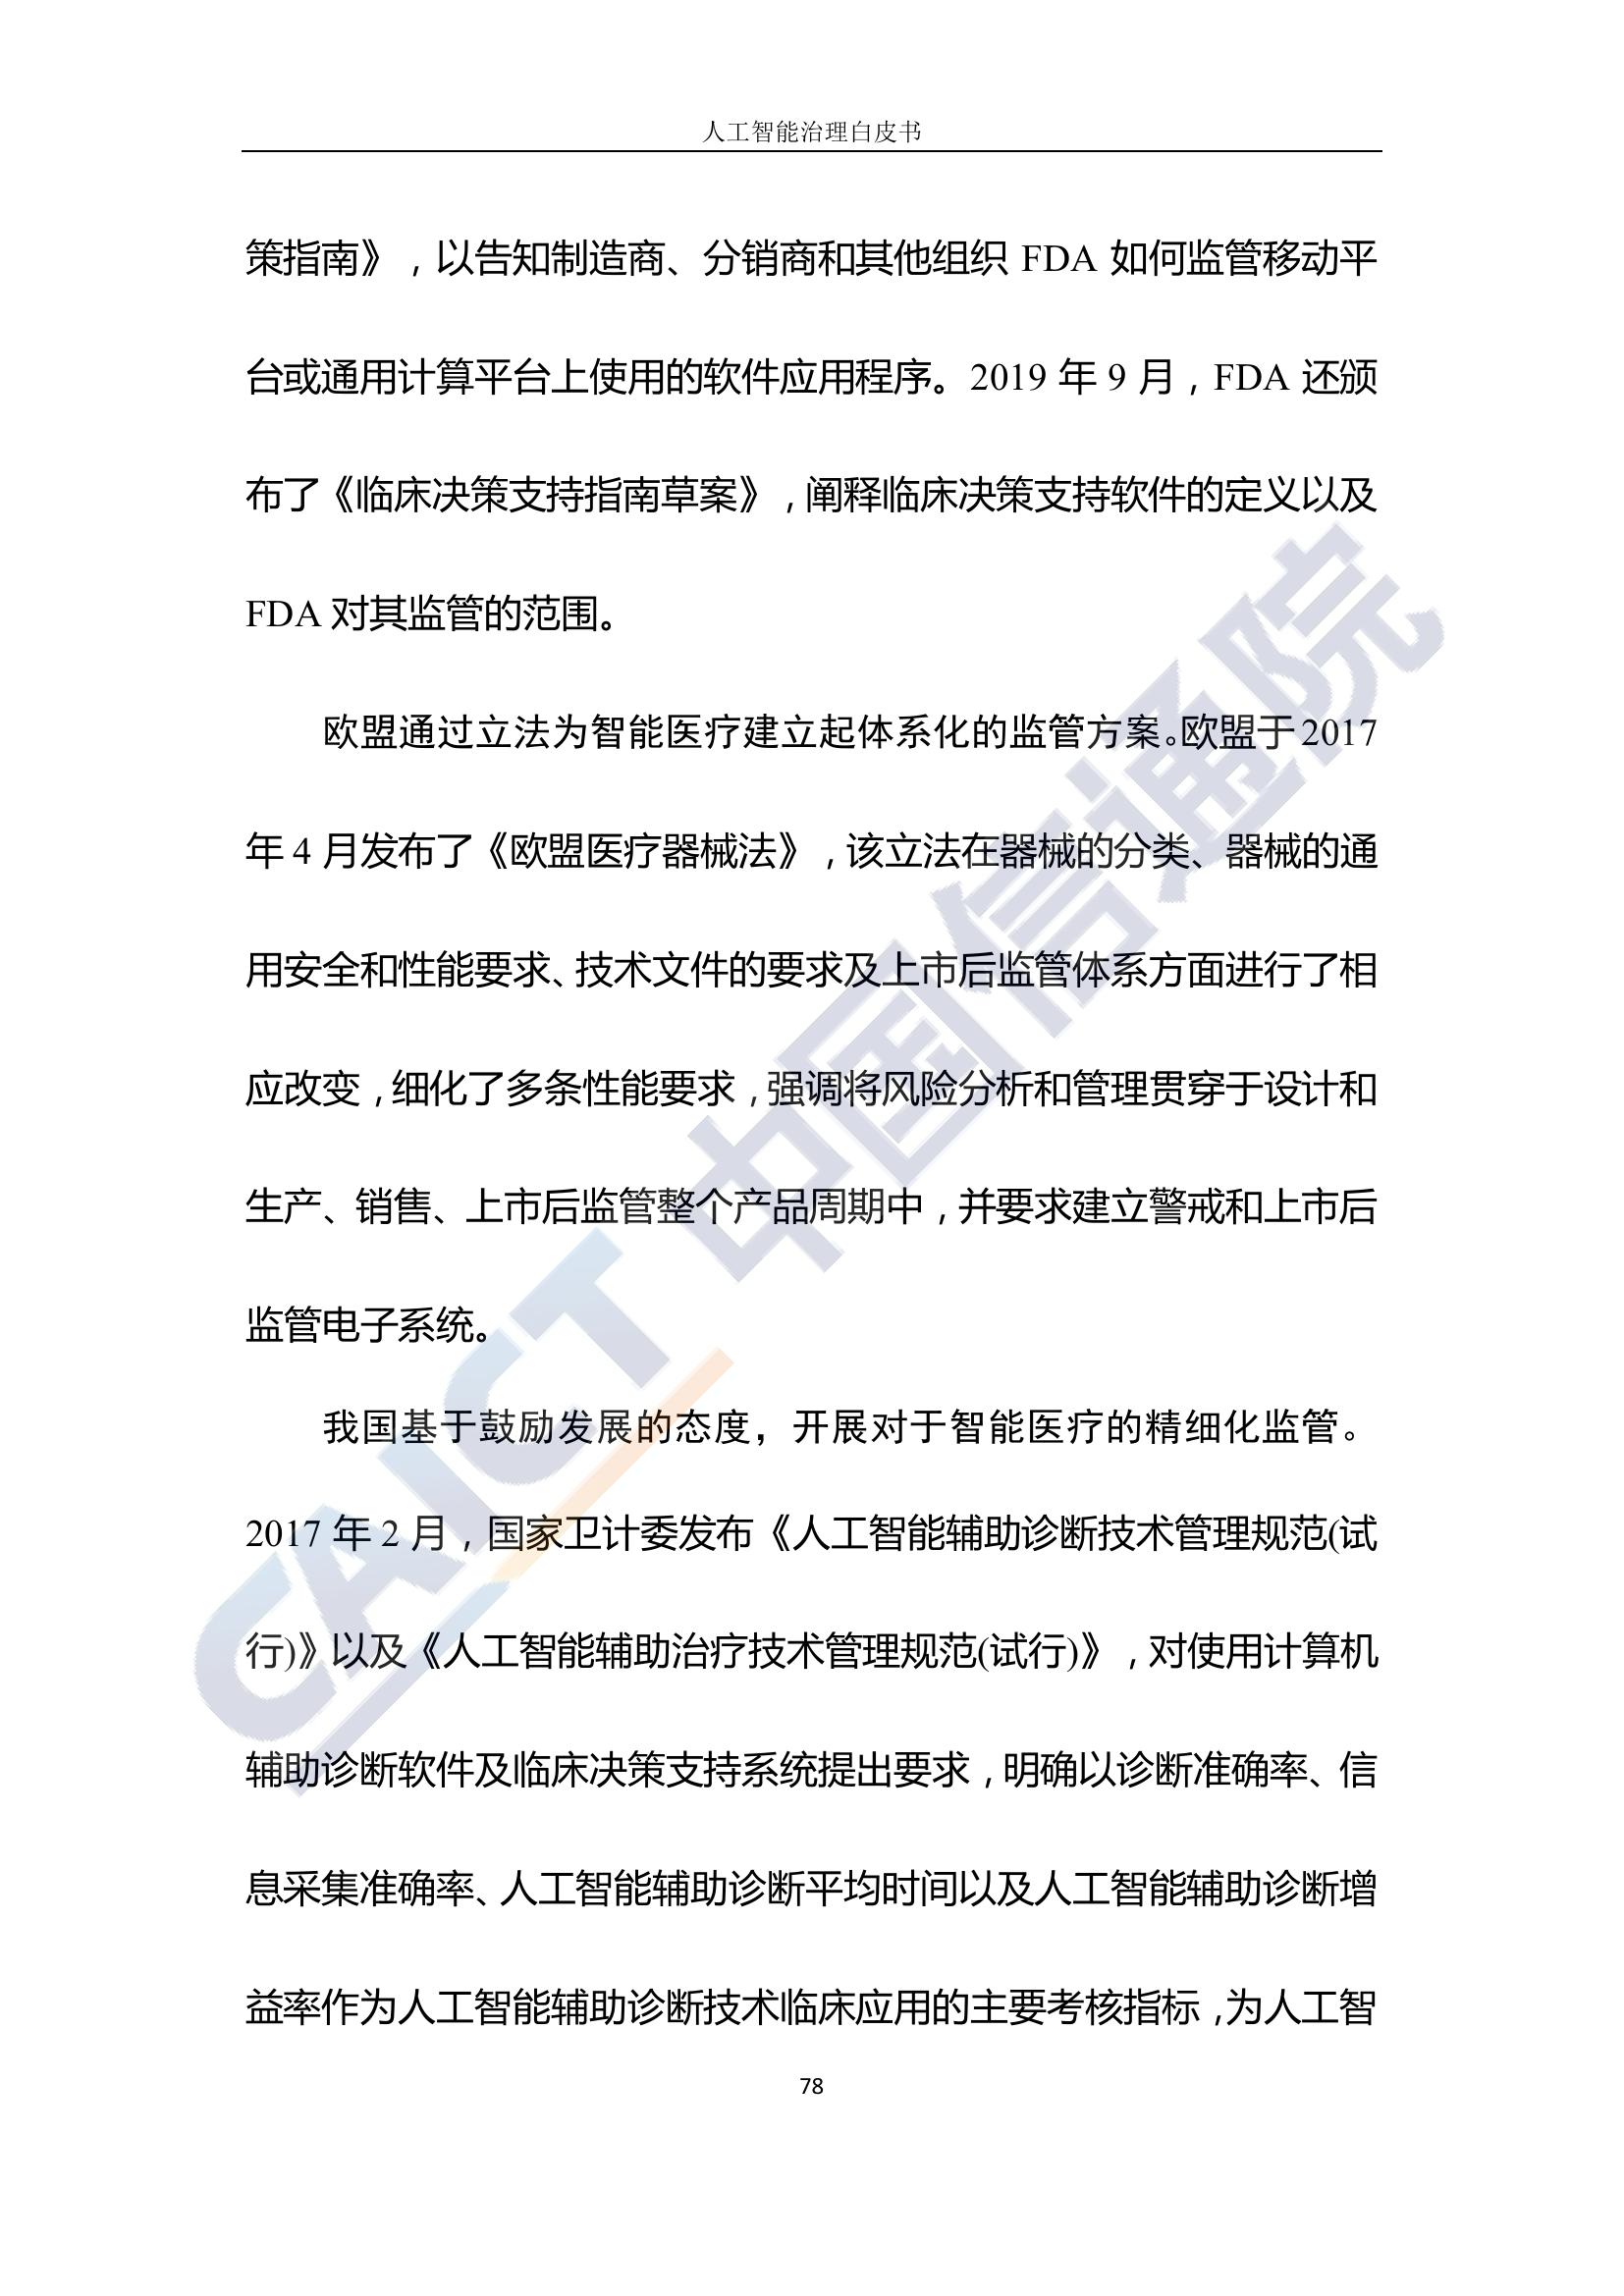 人工智能治理白皮书
策指南》，以告知制造商、分销商和其他组织 FDA 如何监管移动平
台或通用计算平台上使用的软件应用程序。2019 年 9 月，FDA 还颁
布了《临床决策支持指南草案》，阐释临床决策支持软件的定义以及
FDA 对其监管的范围。
欧盟通过立法为智能医疗建立起体系化的监管方案。欧盟于 2017
年 4 月发布了《欧盟医疗器械法》，该立法在器械的分类、器械的通
用安全和性能要求、技术文件的要求及上市后监管体系方面进行了相
应改变，细化了多条性能要求，强调将风险分析和管理贯穿于设计和
生产、销售、上市后监管整个产品周期中，并要求建立警戒和上市后
监管电子系统。
我国基于鼓励发展的态度，开展对于智能医疗的精细化监管。
2017 年 2 月，国家卫计委发布《人工智能辅助诊断技术管理规范(试
行)》以及《人工智能辅助治疗技术管理规范(试行)》，对使用计算机
辅助诊断软件及临床决策支持系统提出要求，明确以诊断准确率、信
息采集准确率、人工智能辅助诊断平均时间以及人工智能辅助诊断增
益率作为人工智能辅助诊断技术临床应用的主要考核指标，为人工智
78
CAICT 中国信通院